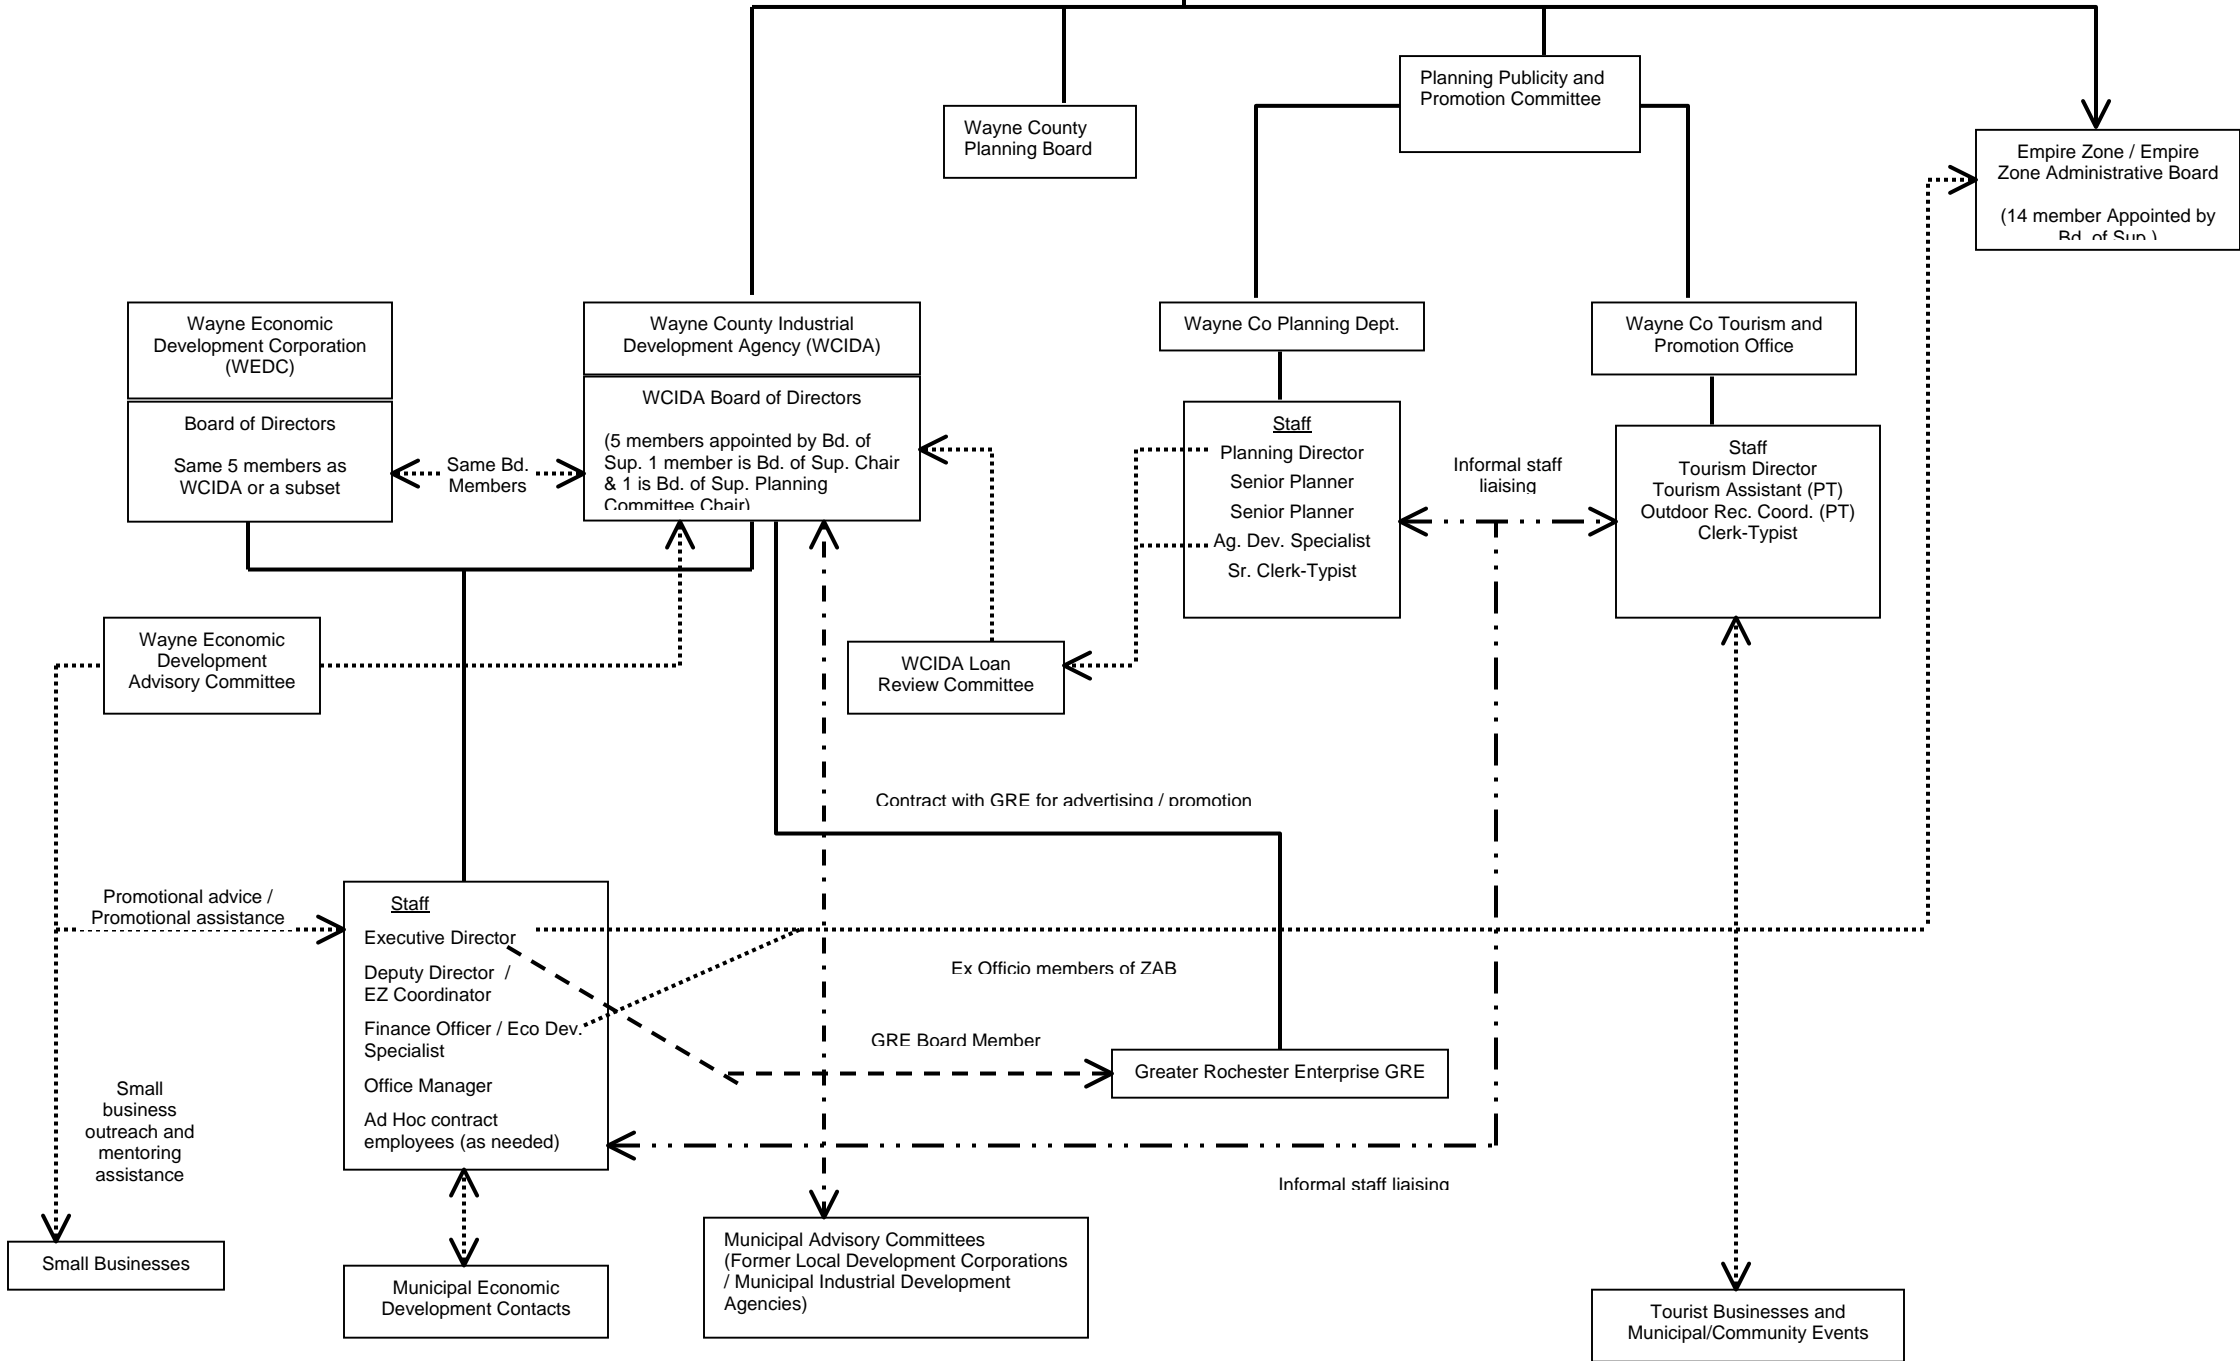 Planning Publicity and
Promotion Committee
Wayne County
Planning Board
Empire Zone / Empire
Zone Administrative Board
(14 member Appointed by
Bd. of Sup.)
Wayne Economic
Development Corporation
(WEDC)
Board of Directors
Same 5 members as
WCIDA or a subset
Same Bd.
Members
Wayne County Industrial
Development Agency (WCIDA)
WCIDA Board of Directors
(5 members appointed by Bd. of
Sup. 1 member is Bd. of Sup. Chair
& 1 is Bd. of Sup. Planning
Committee Chair)
Wayne Co Planning Dept.
Staff
Planning Director
Senior Planner
Senior Planner
Ag. Dev. Specialist
Sr. Clerk-Typist
Informal staff
liaising
Wayne Co Tourism and
Promotion Office
Staff
Tourism Director
Tourism Assistant (PT)
Outdoor Rec. Coord. (PT)
Clerk-Typist
Wayne Economic
Development
Advisory Committee
WCIDA Loan
Review Committee
Contract with GRE for advertising / promotion
Promotional advice /
Promotional assistance
Staff
Executive Director
Deputy Director /
EZ Coordinator
Finance Officer / Eco Dev.
Specialist
Office Manager
Ad Hoc contract
employees (as needed)
Ex Officio members of ZAB
GRE Board Member
Greater Rochester Enterprise GRE
Small
business
outreach and
mentoring
assistance
Informal staff liaising
Small Businesses
Municipal Economic
Development Contacts
Municipal Advisory Committees
(Former Local Development Corporations
/ Municipal Industrial Development
Agencies)
Tourist Businesses and
Municipal/Community Events